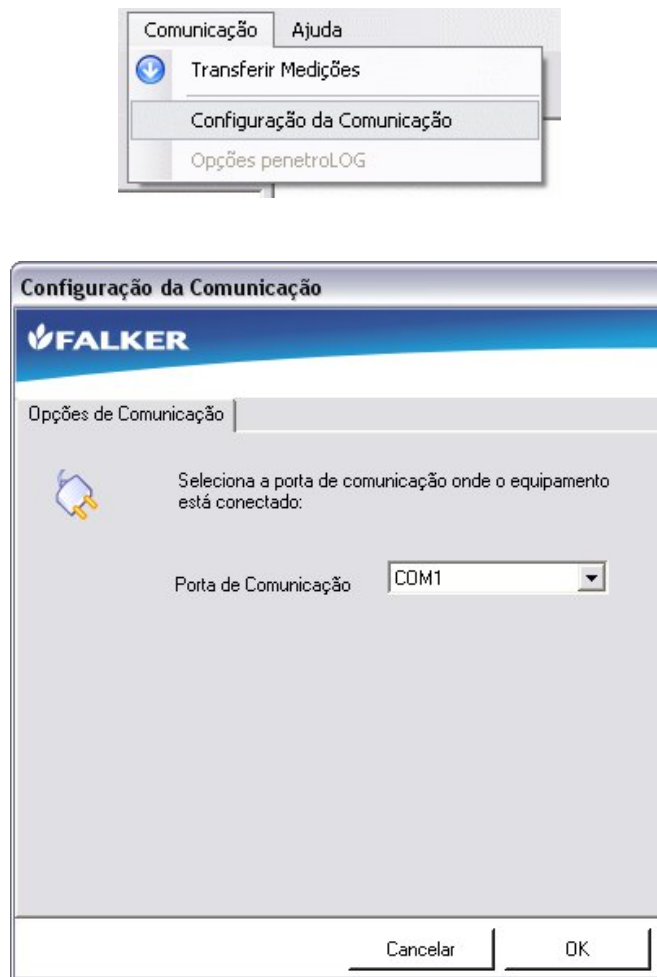 Comunicação Ajuda
Transferir Medições
Configuração da Comunicação
Opções penetroLOG
Configuração da Comunicação
FALKER
Opções de Comunicação
Seleciona a porta de comunicação onde o equipamento
está conectado:
Porta de Comunicação COM1
Cancelar OK